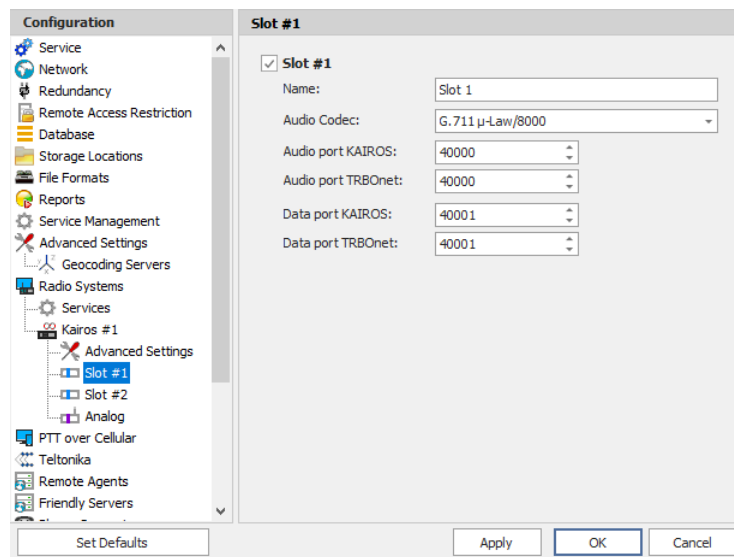 Configuration
Service
Network
Redundancy
Remote Access Restriction
Database
Storage Locations
File Formats
Reports
Service Management
Advanced Settings
Geocoding Servers
Radio Systems
Services
Kairos #1
Advanced Settings
Slot #1
Slot #2
Analog
PTT over Cellular
Teltonika
Remote Agents
Friendly Servers
Slot #1
Slot #1
Name: Slot 1
Audio Codec: G.711 µ-Law/8000
Audio port KAIROS: 40000
Audio port TRBOnet: 40000
Data port KAIROS: 40001
Data port TRBOnet: 40001
Set Defaults Apply OK Cancel